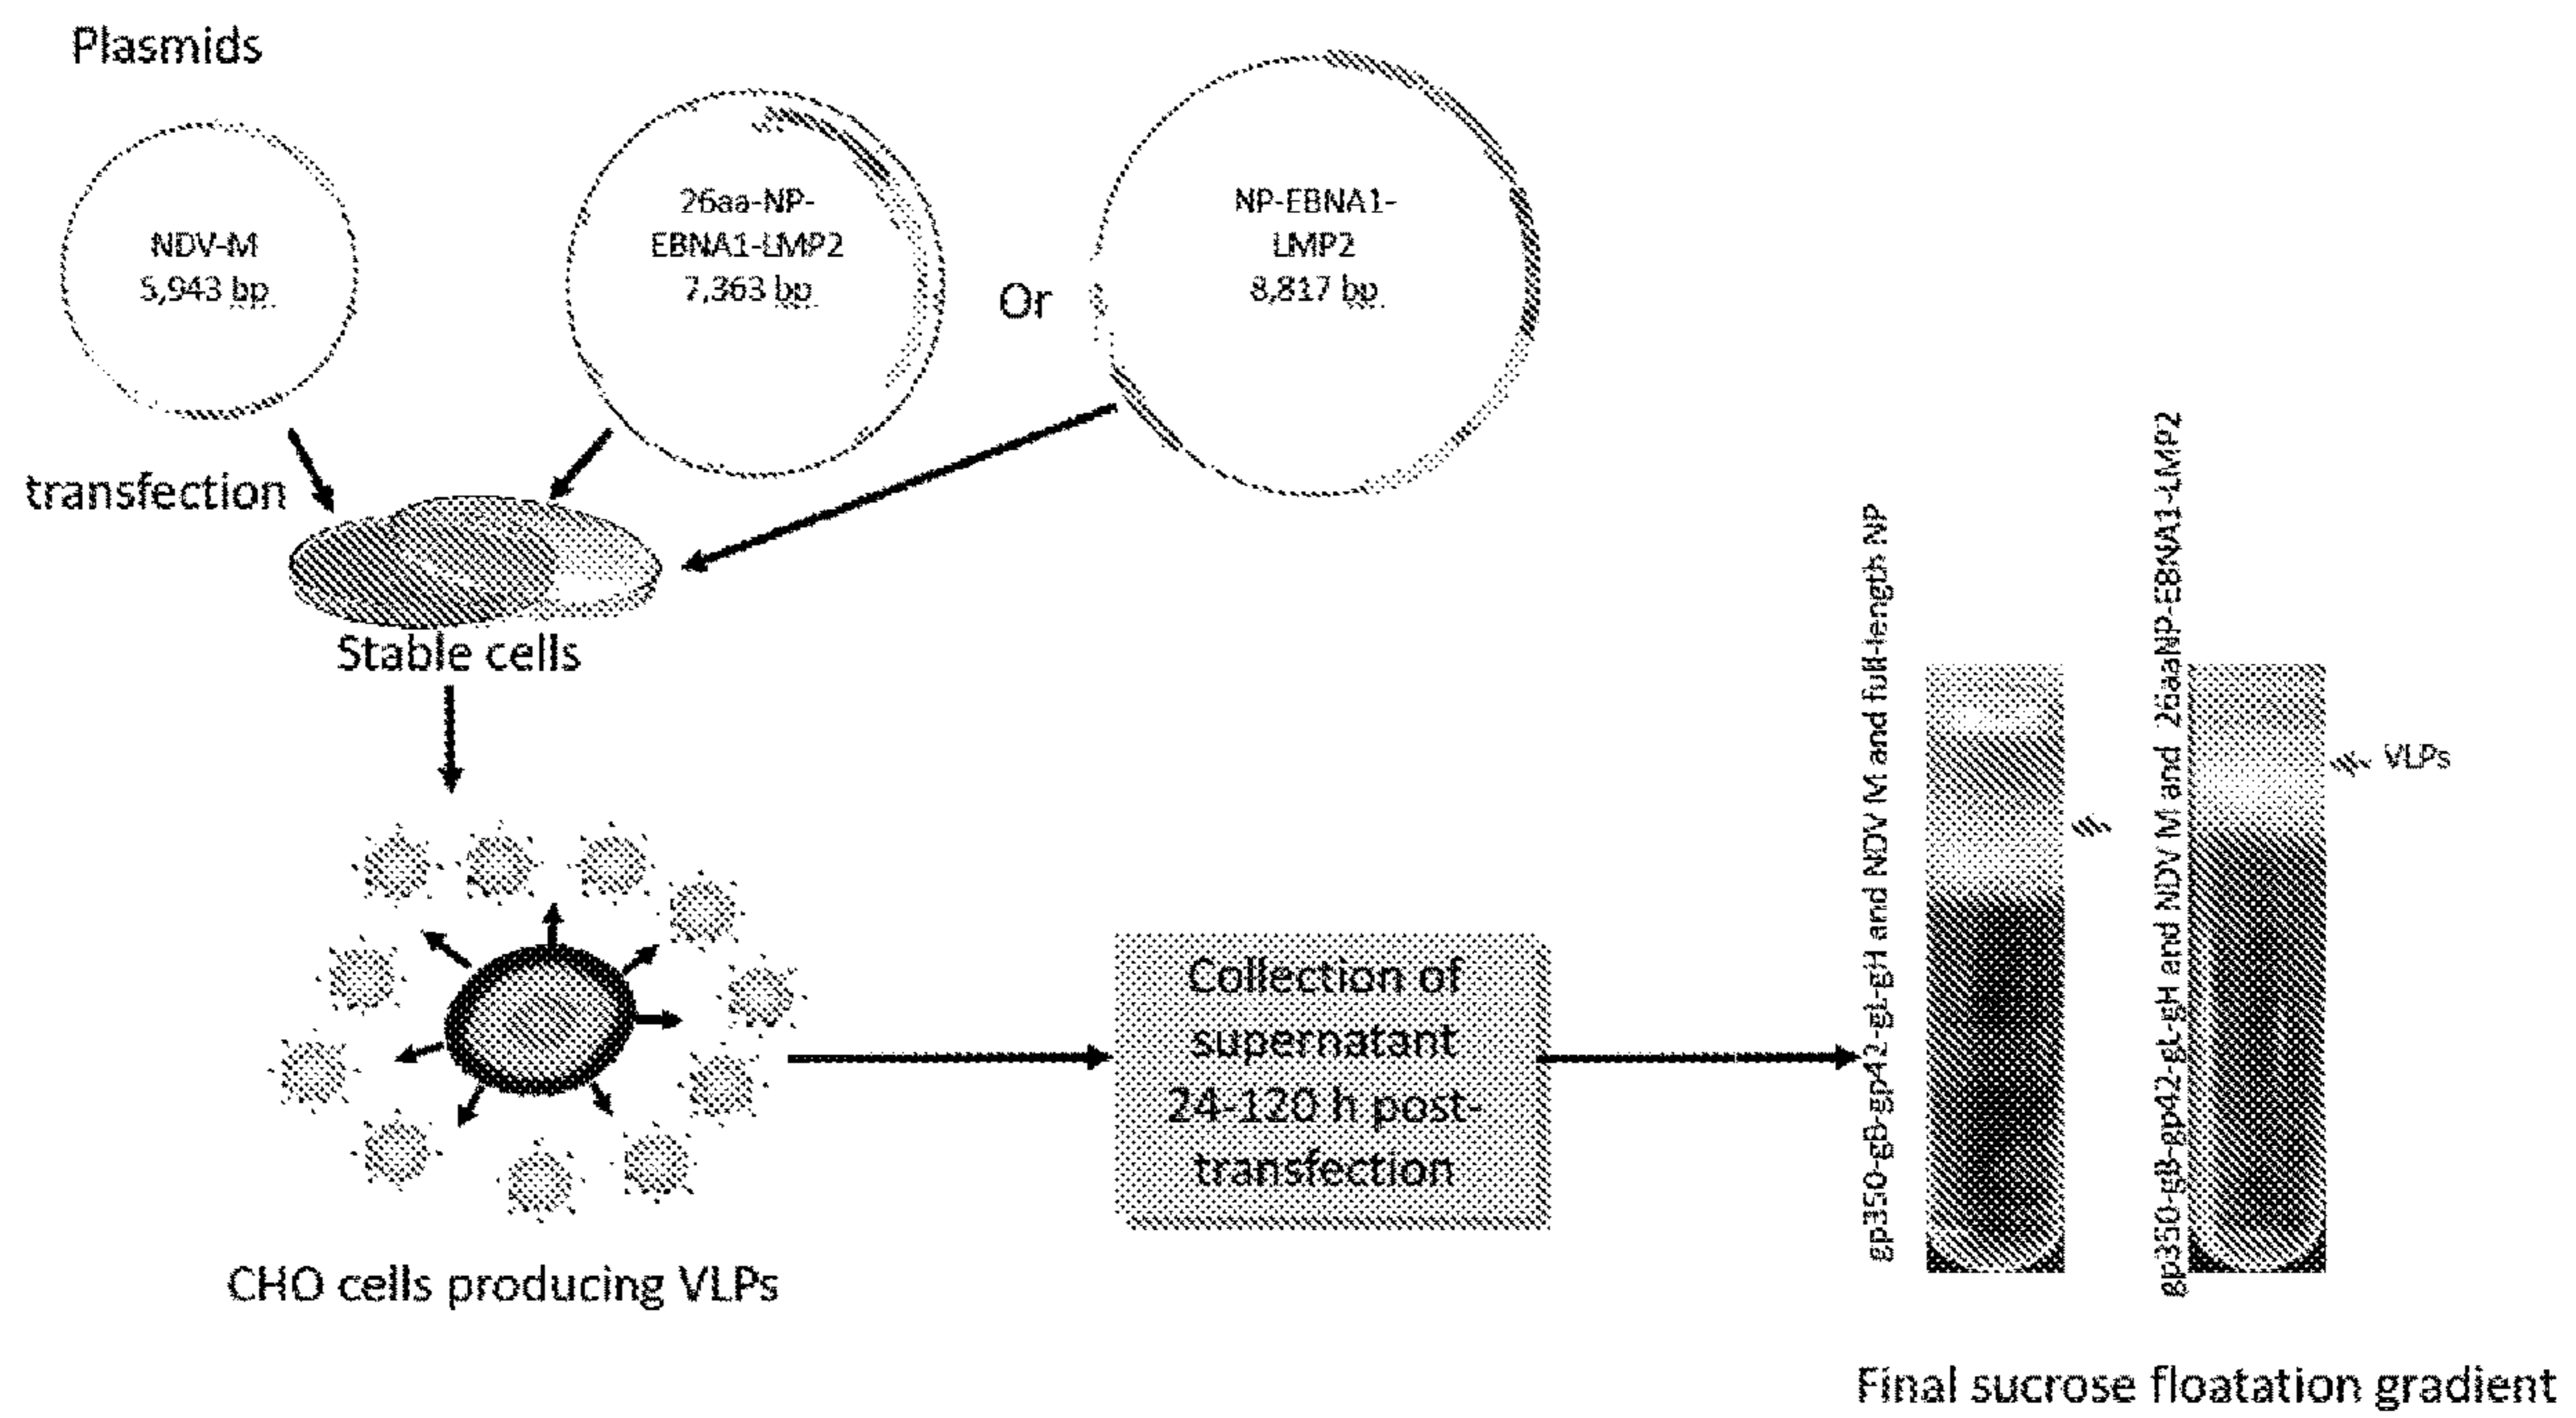 Plasmids
NDV-M
5,943 bp
26aa-NP-
EBNA1-LMP2
7,363 bp
Or
NP-EBNA1-
LMP2
8,817 bp
transfection
Stable cells
CHO cells producing VLPs
Collection of
supernatant
24-120 h post-
transfection
gp350-gB-gp42-gL-gH and NDV M and full-length NP
gp350-gB-gp42-gL-gH and NDV M and 26aaNP-EBNA1-LMP2
VLPs
Final sucrose floatation gradient